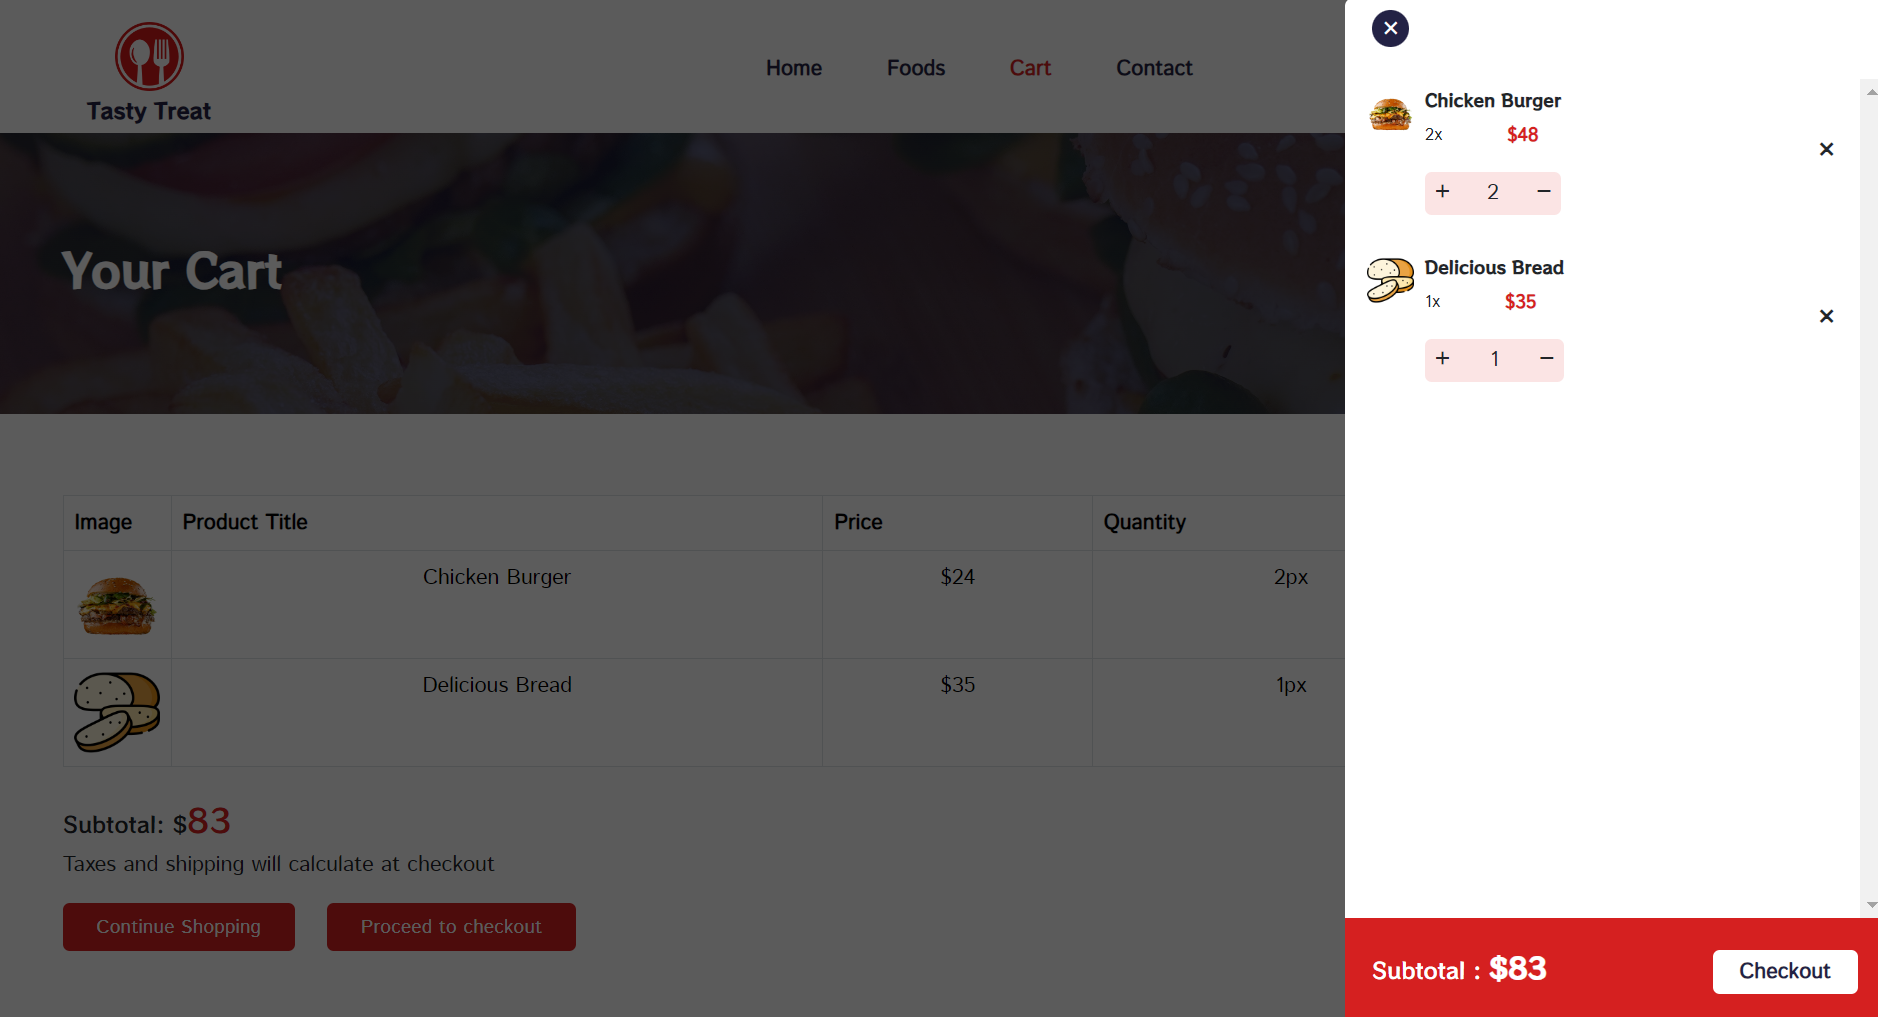 Tasty Treat
Home Foods Cart Contact
Your Cart
Image Product Title Price Quantity
Chicken Burger $24 2px
Delicious Bread $35 1px
Subtotal: $83
Taxes and shipping will calculate at checkout
Continue Shopping Proceed to checkout
Chicken Burger
2x $48
+ 2 −
Delicious Bread
1x $35
+ 1 −
Subtotal : $83 Checkout